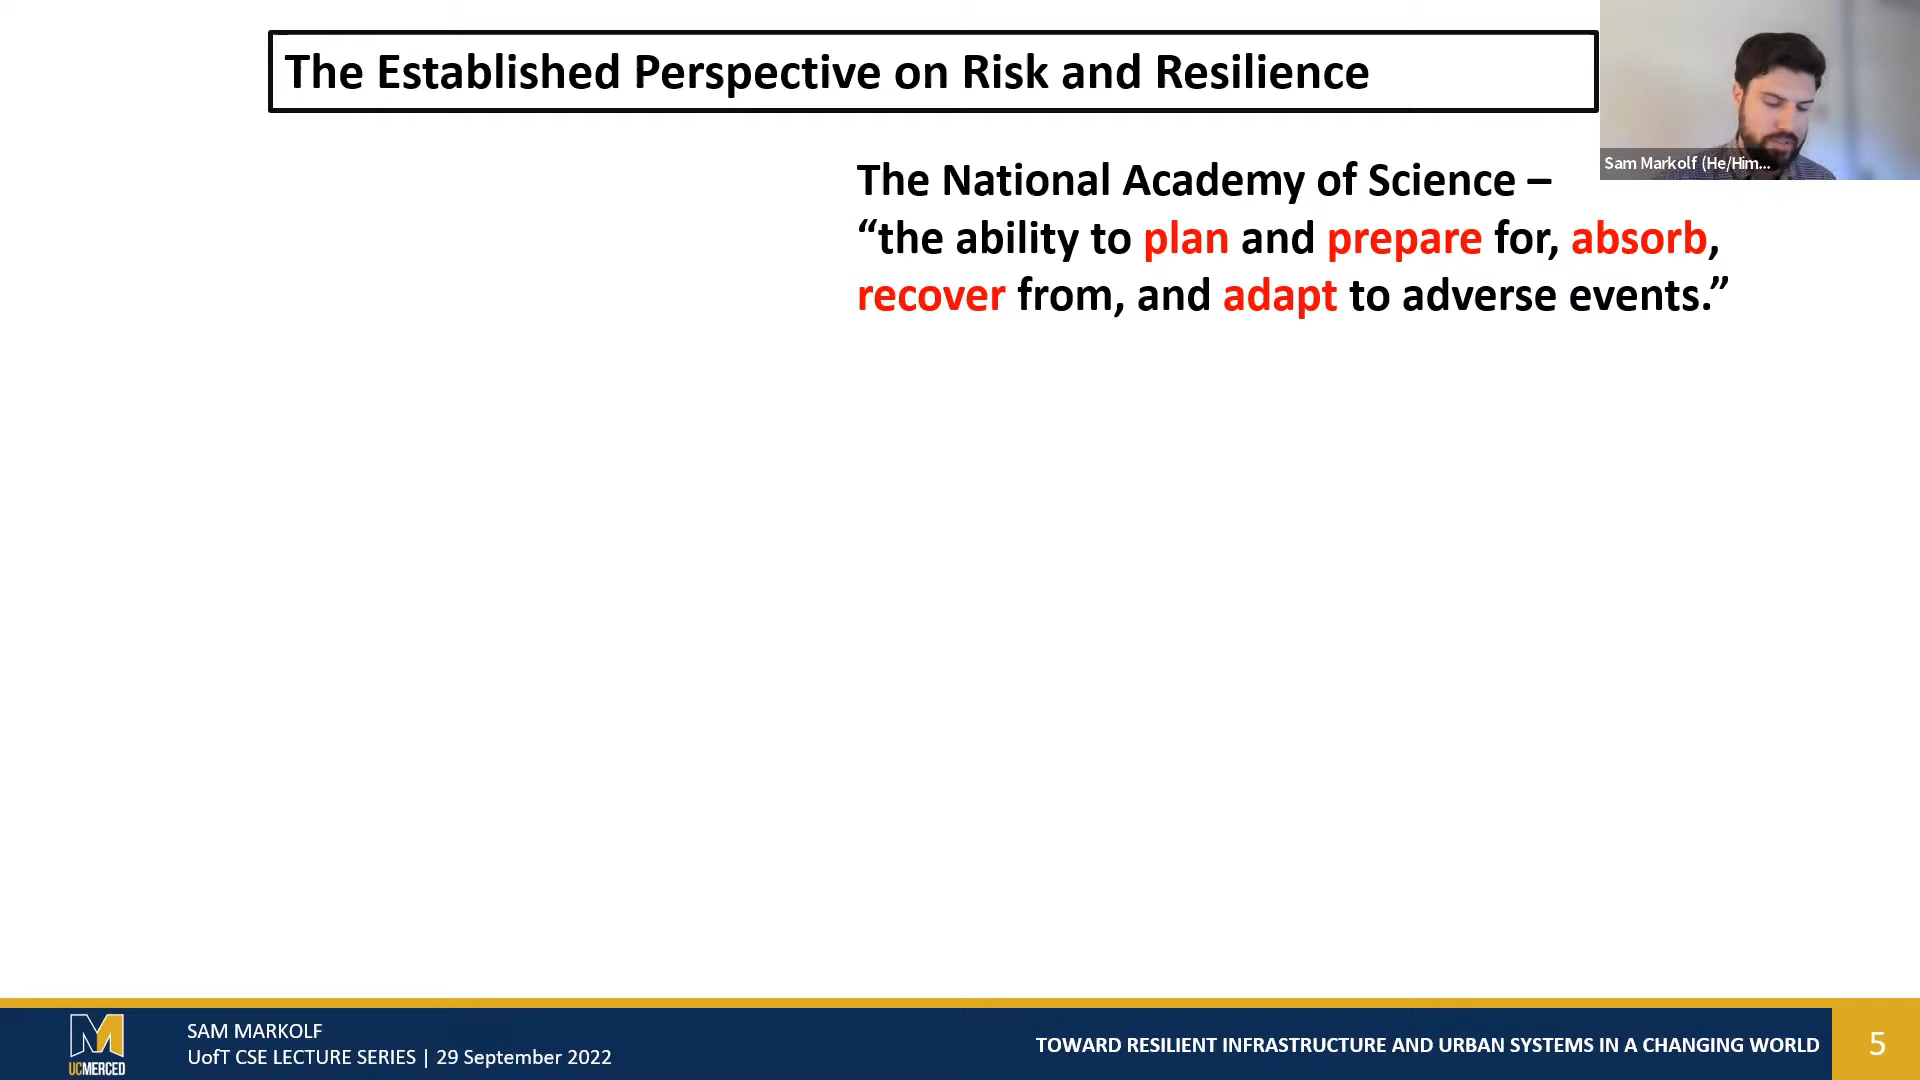 The Established Perspective on Risk and Resilience
Sam Markolf (He/Him...
The National Academy of Science –
“the ability to plan and prepare for, absorb,
recover from, and adapt to adverse events.”
UCMERCED
SAM MARKOLF
UofT CSE LECTURE SERIES | 29 September 2022
TOWARD RESILIENT INFRASTRUCTURE AND URBAN SYSTEMS IN A CHANGING WORLD
5